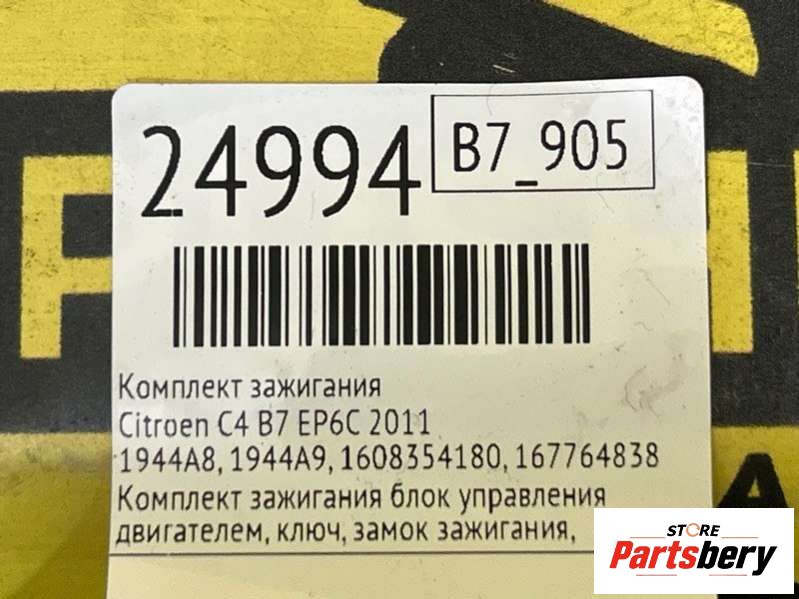 24994
B7_905
Комплект зажигания
Citroen C4 B7 EP6C 2011
1944A8, 1944A9, 1608354180, 167764838
Комплект зажигания блок управления
двигателем, ключ, замок зажигания,
STORE
Partsbery